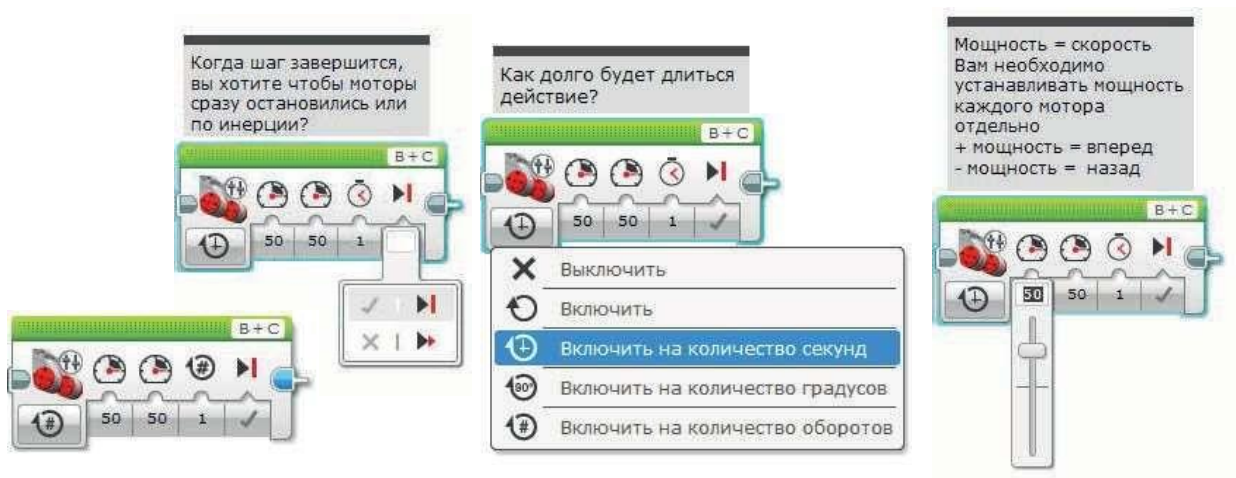 Когда шаг завершится,
вы хотите чтобы моторы
сразу остановились или
по инерции?
B+C
50 50 1
B+C
50 50 1
Как долго будет длиться
действие?
B+C
50 50 1
Выключить
Включить
Включить на количество секунд
90° Включить на количество градусов
# Включить на количество оборотов
Мощность = скорость
Вам необходимо
устанавливать мощность
каждого мотора
отдельно
+ мощность = вперед
- мощность = назад
B+C
50 50 1